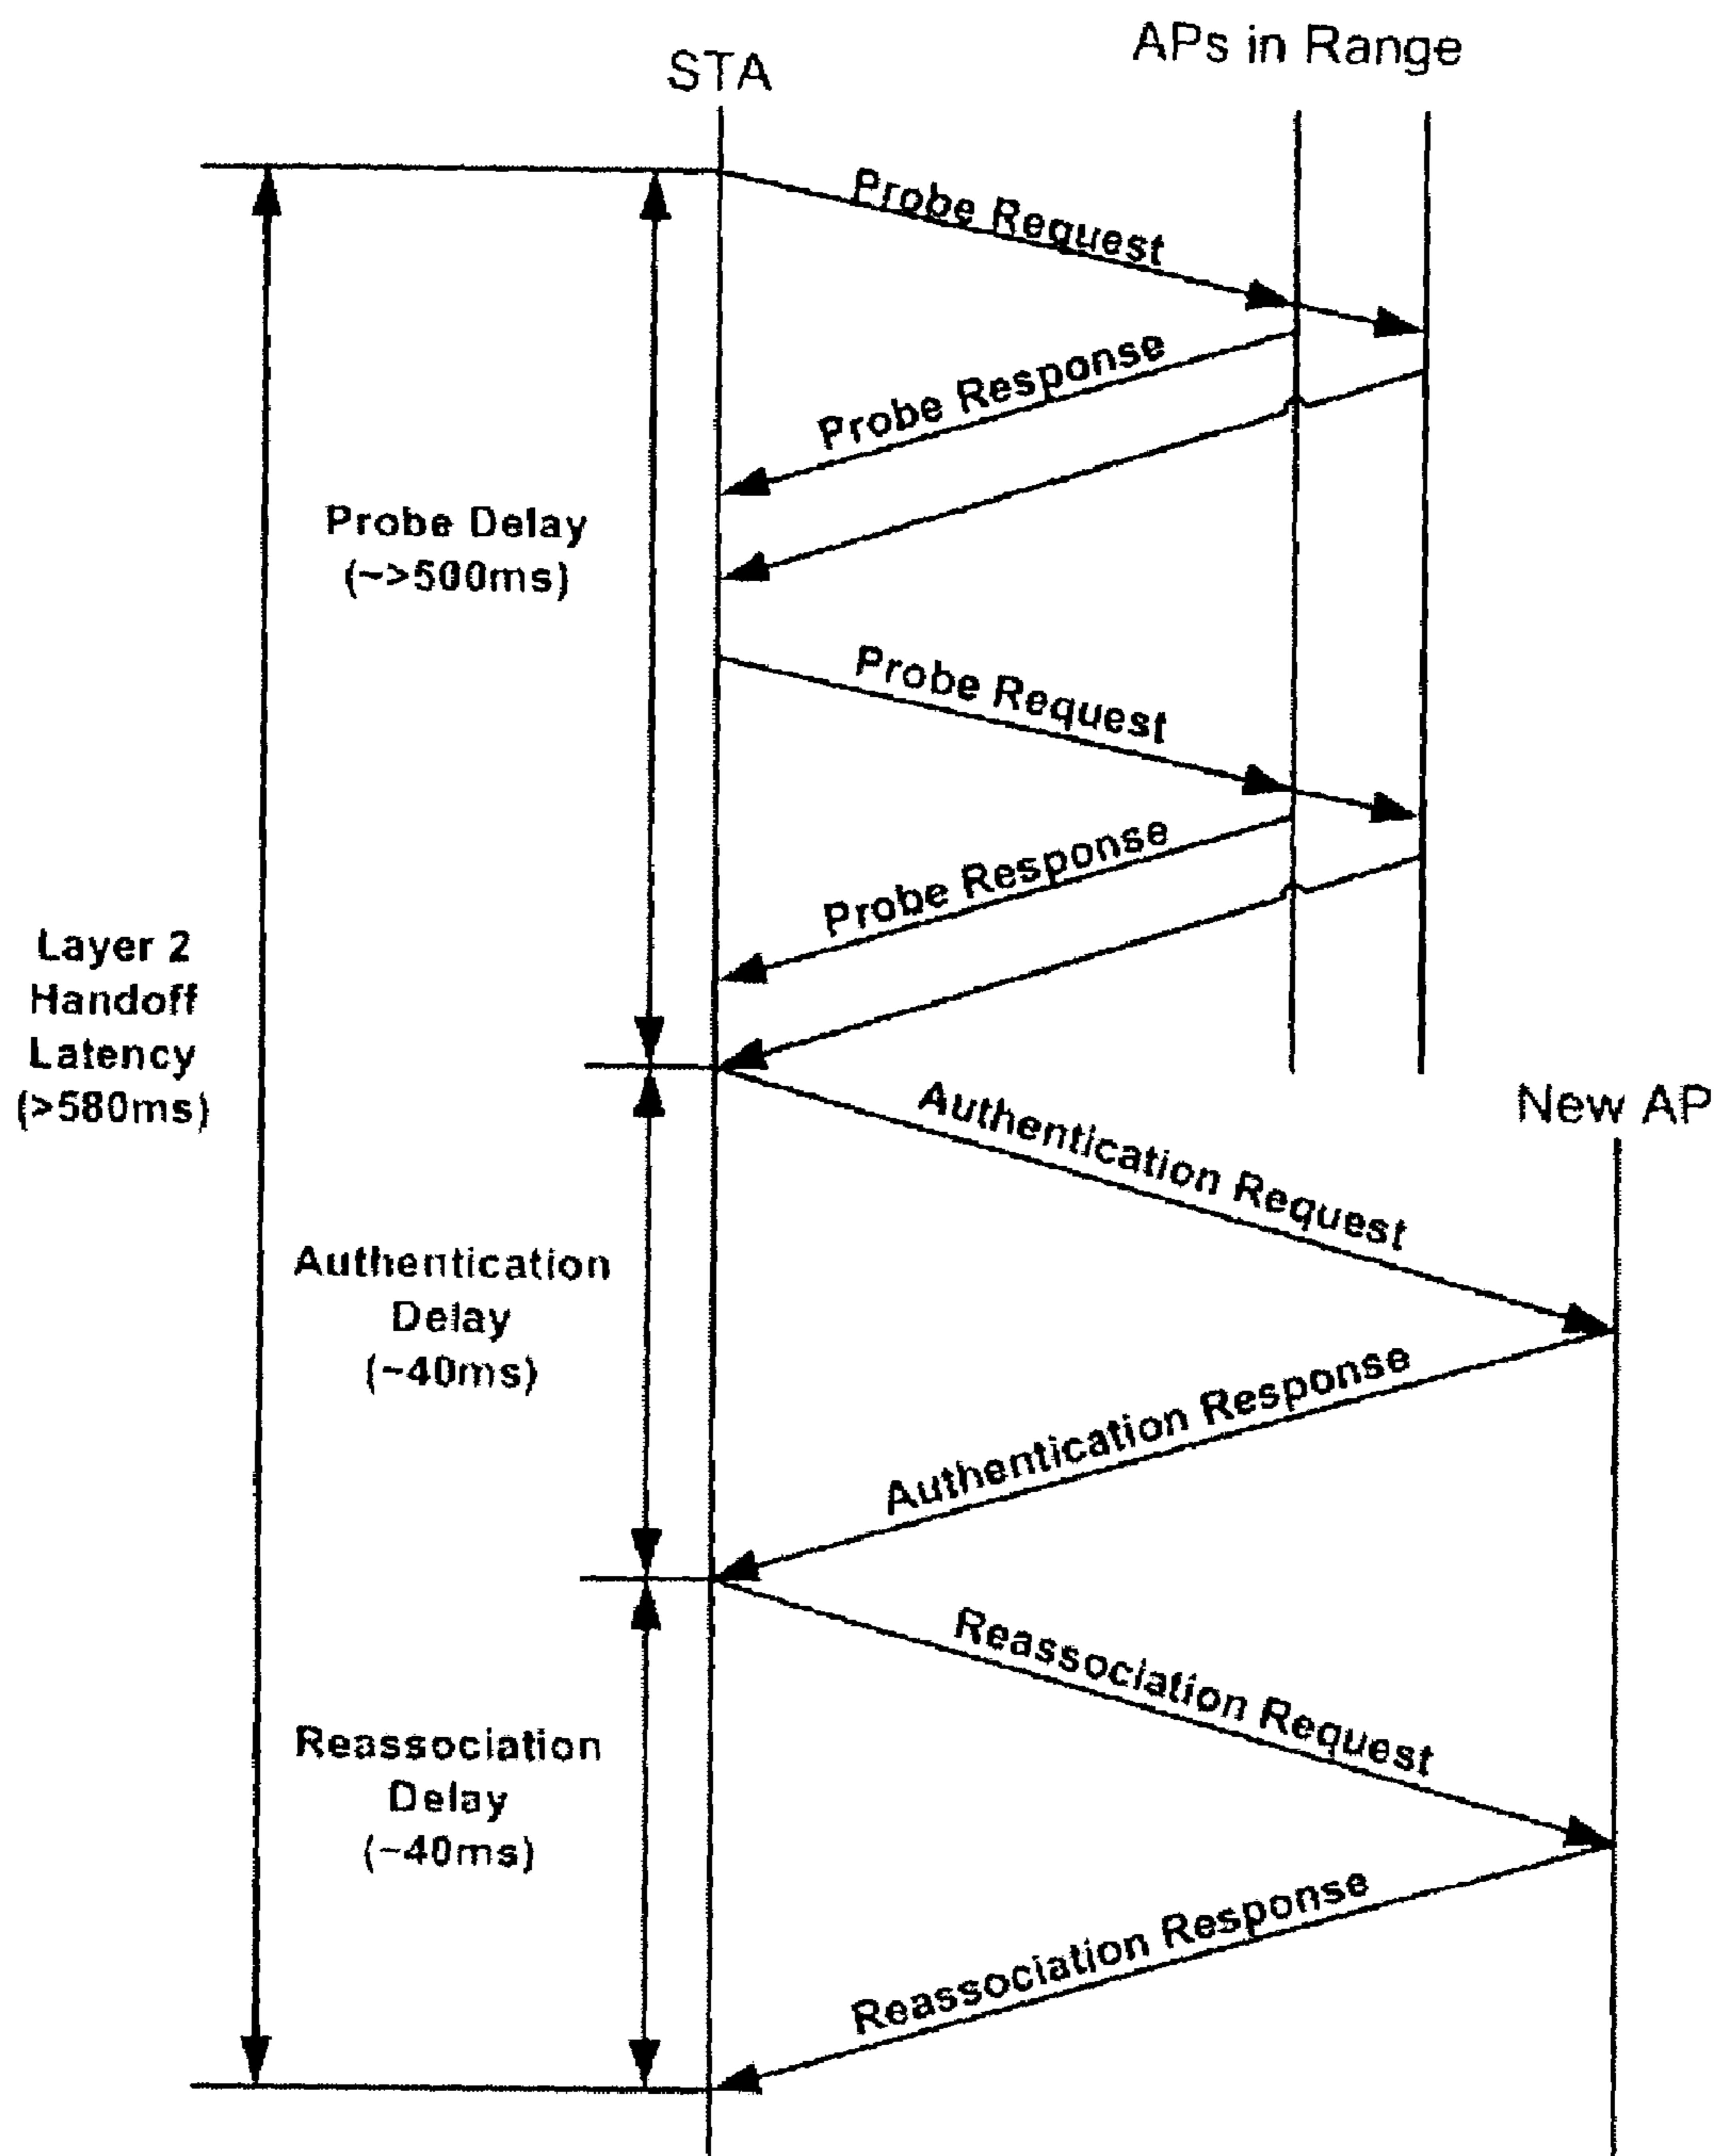 STA
APs in Range
Probe Request
Probe Response
Probe Delay
(~>500ms)
Probe Request
Probe Response
Layer 2
Handoff
Latency
(>580ms)
New AP
Authentication Request
Authentication
Delay
(~40ms)
Authentication Response
Reassociation Request
Reassociation
Delay
(~40ms)
Reassociation Response